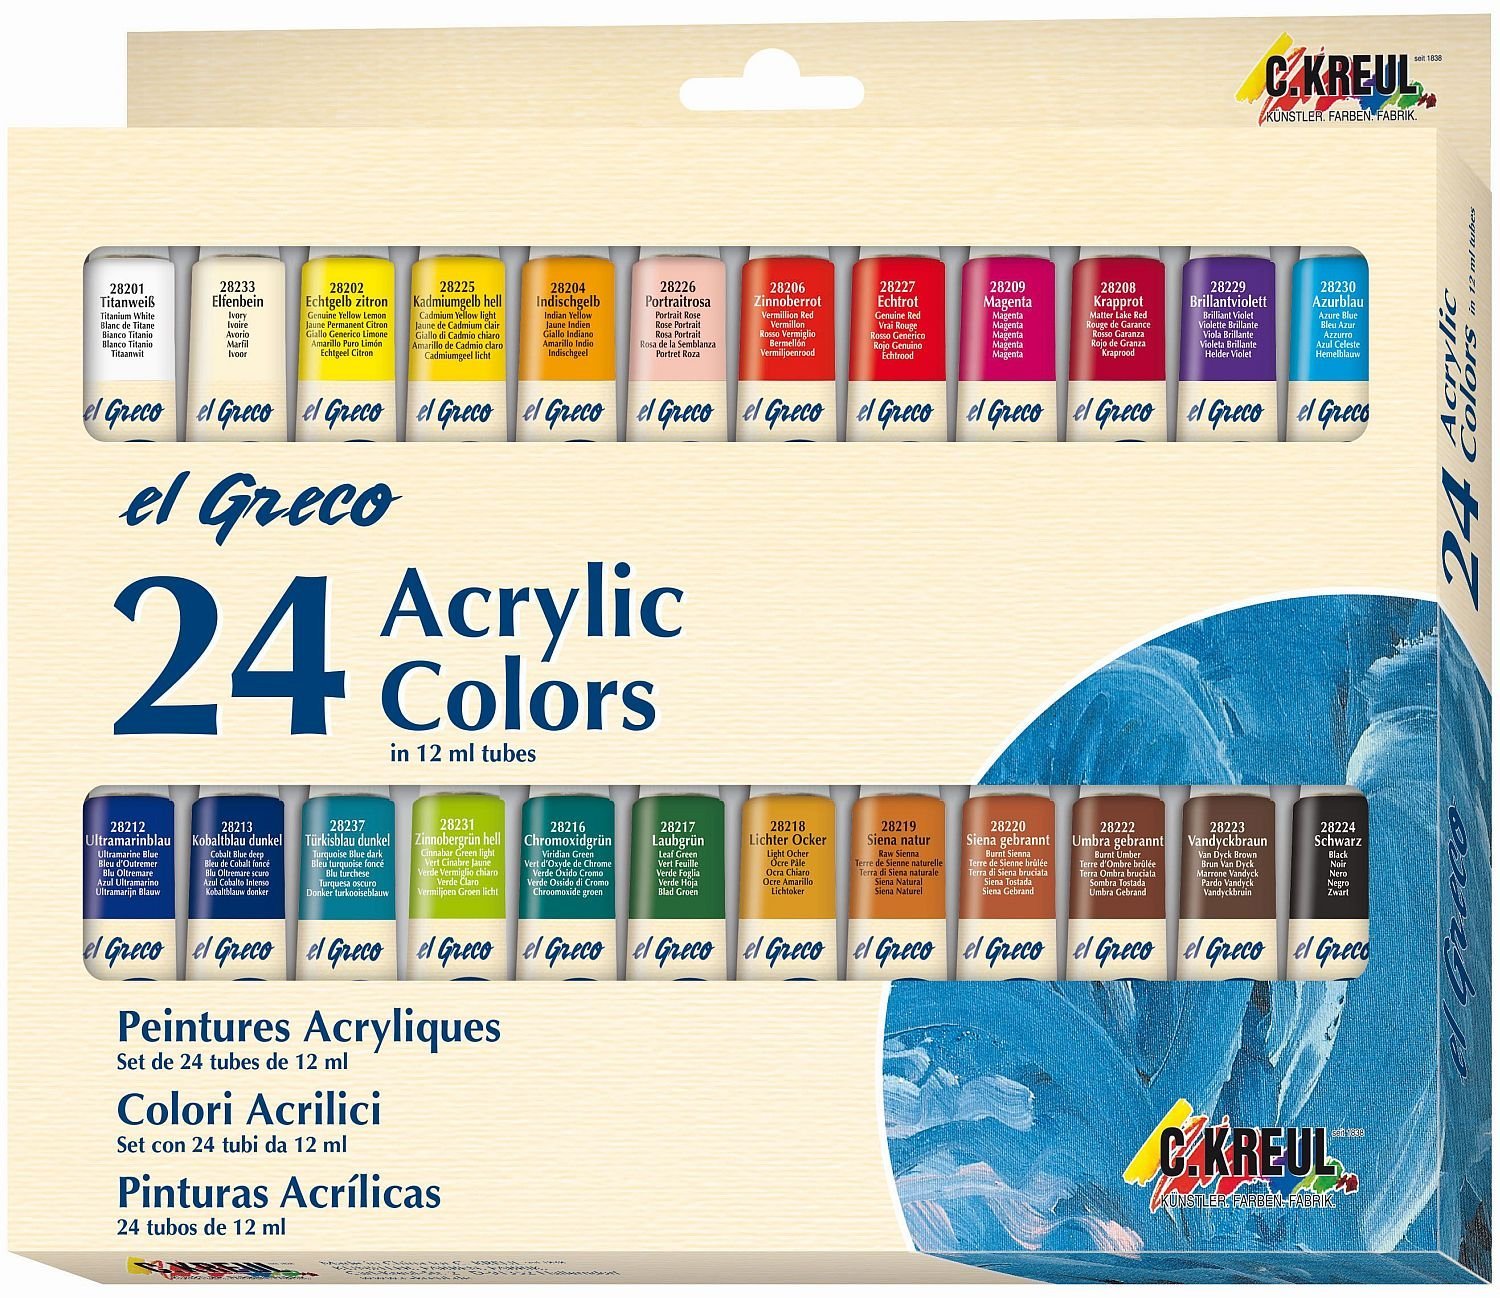 C.KREUL
seit 1838
KÜNSTLER. FARBEN. FABRIK.
28201
Titanweiß
Titanium White
Blanc de Titane
Bianco Titanio
Blanco Titanio
Titaanwit
28233
Elfenbein
Ivory
Ivoire
Avorio
Marfil
Ivoor
28202
Echtgelb zitron
Genuine Yellow Lemon
Jaune Permanent Citron
Giallo Generico Limone
Amarillo Puro Limón
Echtgeel Citron
28225
Kadmiumgelb hell
Cadmium Yellow light
Jaune de Cadmium clair
Giallo di Cadmio chiaro
Amarillo de Cadmio claro
Cadmiumgeel licht
28204
Indischgelb
Indian Yellow
Jaune Indien
Giallo Indiano
Amarillo Indio
Indischgeel
28226
Portraitrosa
Portrait Rose
Rose Portrait
Rosa Portrait
Rosa de la Semblanza
Portret Roza
28206
Zinnoberrot
Vermillion Red
Vermillon
Rosso Vermiglio
Bermellón
Vermiljoenrood
28227
Echtrot
Genuine Red
Vrai Rouge
Rosso Generico
Rojo Genuino
Echtrood
28209
Magenta
Magenta
Magenta
Magenta
Magenta
Magenta
28208
Krapprot
Matter Lake Red
Rouge de Garance
Rosso Garanza
Rojo de Granza
Kraprood
28229
Brillantviolett
Brilliant Violet
Violette Brillante
Viola Brillante
Violeta Brillante
Helder Violet
28230
Azurblau
Azure Blue
Bleu Azur
Azzurro
Azul Celeste
Hemelblauw
el Greco el Greco el Greco el Greco el Greco el Greco el Greco el Greco el Greco el Greco el Greco el Greco
el Greco
24 Acrylic
Colors
in 12 ml tubes
28212
Ultramarinblau
Ultramarine Blue
Bleu d'Outremer
Blu Oltremare
Azul Ultramarino
Ultramarijn Blauw
28213
Kobaltblau dunkel
Cobalt Blue deep
Bleu de Cobalt foncé
Blu Oltremare scuro
Azul Cobalto Intenso
Kobaltblauw donker
28237
Türkisblau dunkel
Turquoise Blue dark
Bleu turquoise foncé
Blu turchese
Turquesa oscuro
Donker turkooiseblauw
28231
Zinnobergrün hell
Cinnabar Green light
Vert Cinabre Jaune
Verde Vermiglio chiaro
Verde Claro
Vermiljoen Groen licht
28216
Chromoxidgrün
Viridian Green
Vert d'Oxyde de Chrome
Verde Oxido Cromo
Verde Ossido di Cromo
Chroomoxide groen
28217
Laubgrün
Leaf Green
Vert Feuille
Verde Foglia
Verde Hoja
Blad Groen
28218
Lichter Ocker
Light Ocher
Ocre Pâle
Ocra Chiaro
Ocre Amarillo
Lichtoker
28219
Siena natur
Raw Sienna
Terre de Sienne naturelle
Terra di Siena naturale
Siena Natural
Siena Naturel
28220
Siena gebrannt
Burnt Sienna
Terre de Sienne brûlée
Terra di Siena bruciata
Siena Tostada
Siena Gebrand
28222
Umbra gebrannt
Burnt Umber
Terre d'Ombre brûlée
Terra Ombra bruciata
Sombra Tostada
Umbra Gebrand
28223
Vandyckbraun
Van Dyck Brown
Brun Van Dyck
Marrone Vandyck
Pardo Vandyck
Vandyckbruin
28224
Schwarz
Black
Noir
Nero
Negro
Zwart
el Greco el Greco el Greco el Greco el Greco el Greco el Greco el Greco el Greco el Greco el Greco el Greco
Peintures Acryliques
Set de 24 tubes de 12 ml
Colori Acrilici
Set con 24 tubi da 12 ml
Pinturas Acrílicas
24 tubos de 12 ml
C.KREUL
seit 1838
KÜNSTLER. FARBEN. FABRIK.
24 Acrylic
Colors in 12 ml tubes
el Greco
C.KREUL